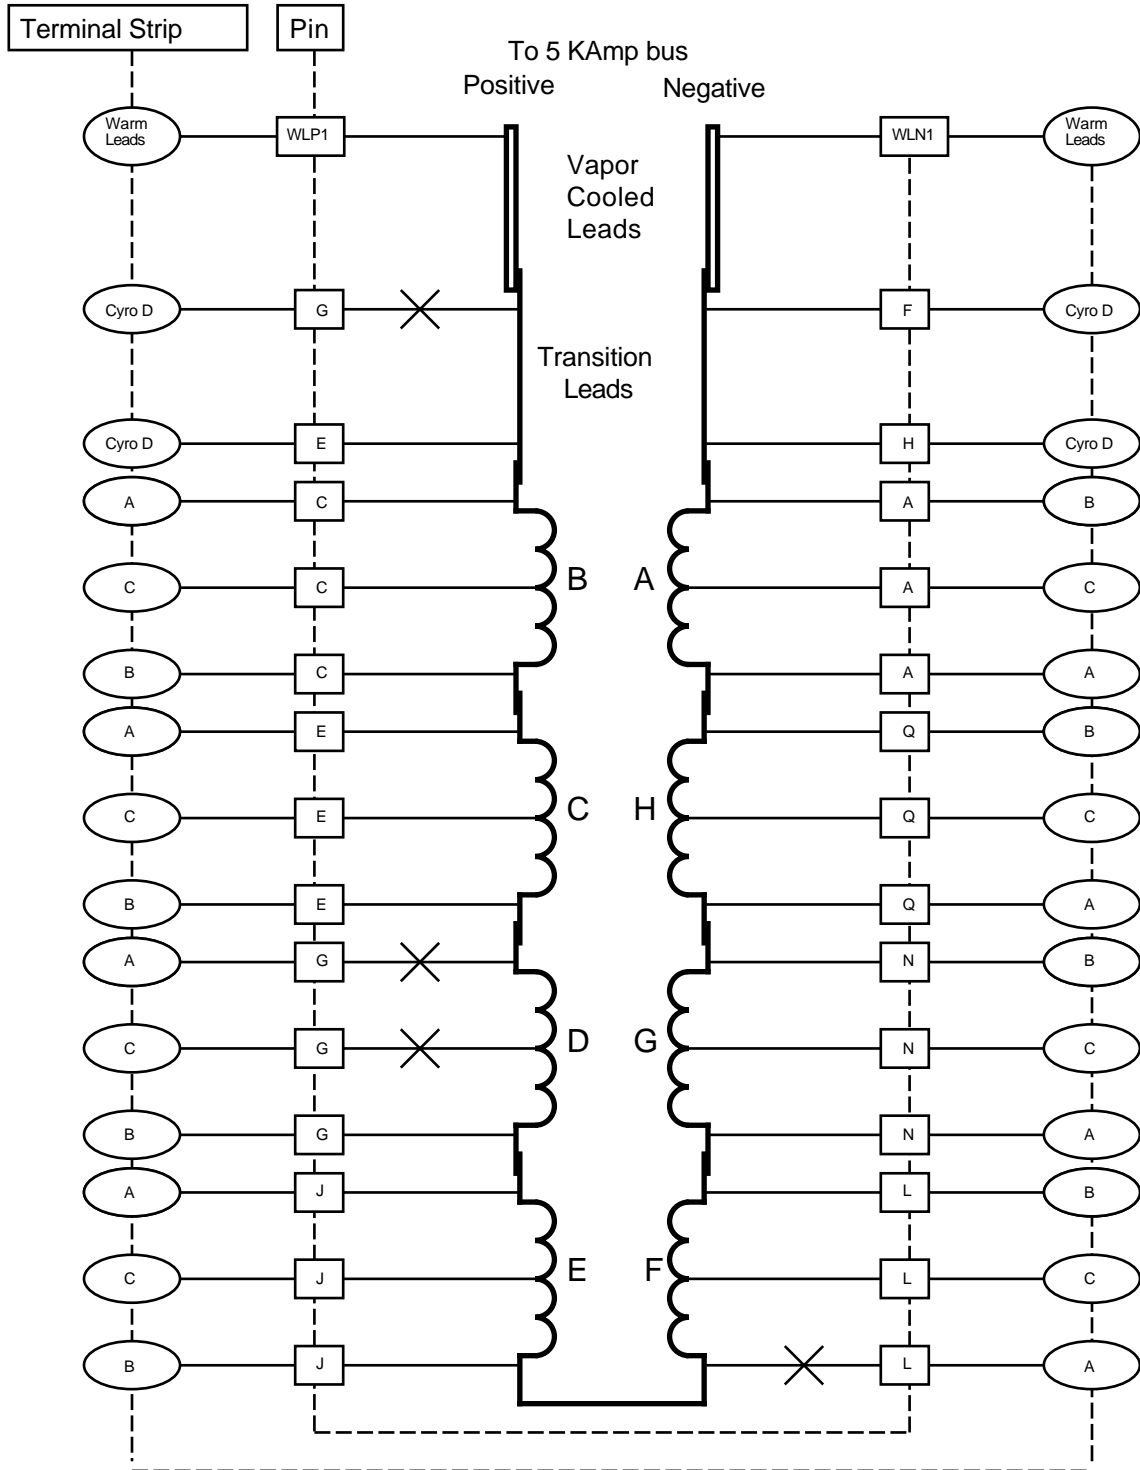 Terminal Strip
Pin
To 5 KAmp bus
Positive
Negative
Warm
Leads
WLP1
WLN1
Warm
Leads
Vapor
Cooled
Leads
Cyro D
G
F
Cyro D
Transition
Leads
Cyro D
E
H
Cyro D
A
C
A
B
C
C
B
A
A
C
B
C
A
A
A
E
Q
B
C
E
C
H
Q
C
B
E
Q
A
A
G
N
B
C
G
D
G
N
C
B
G
N
A
A
J
L
B
C
J
E
F
L
C
B
J
L
A